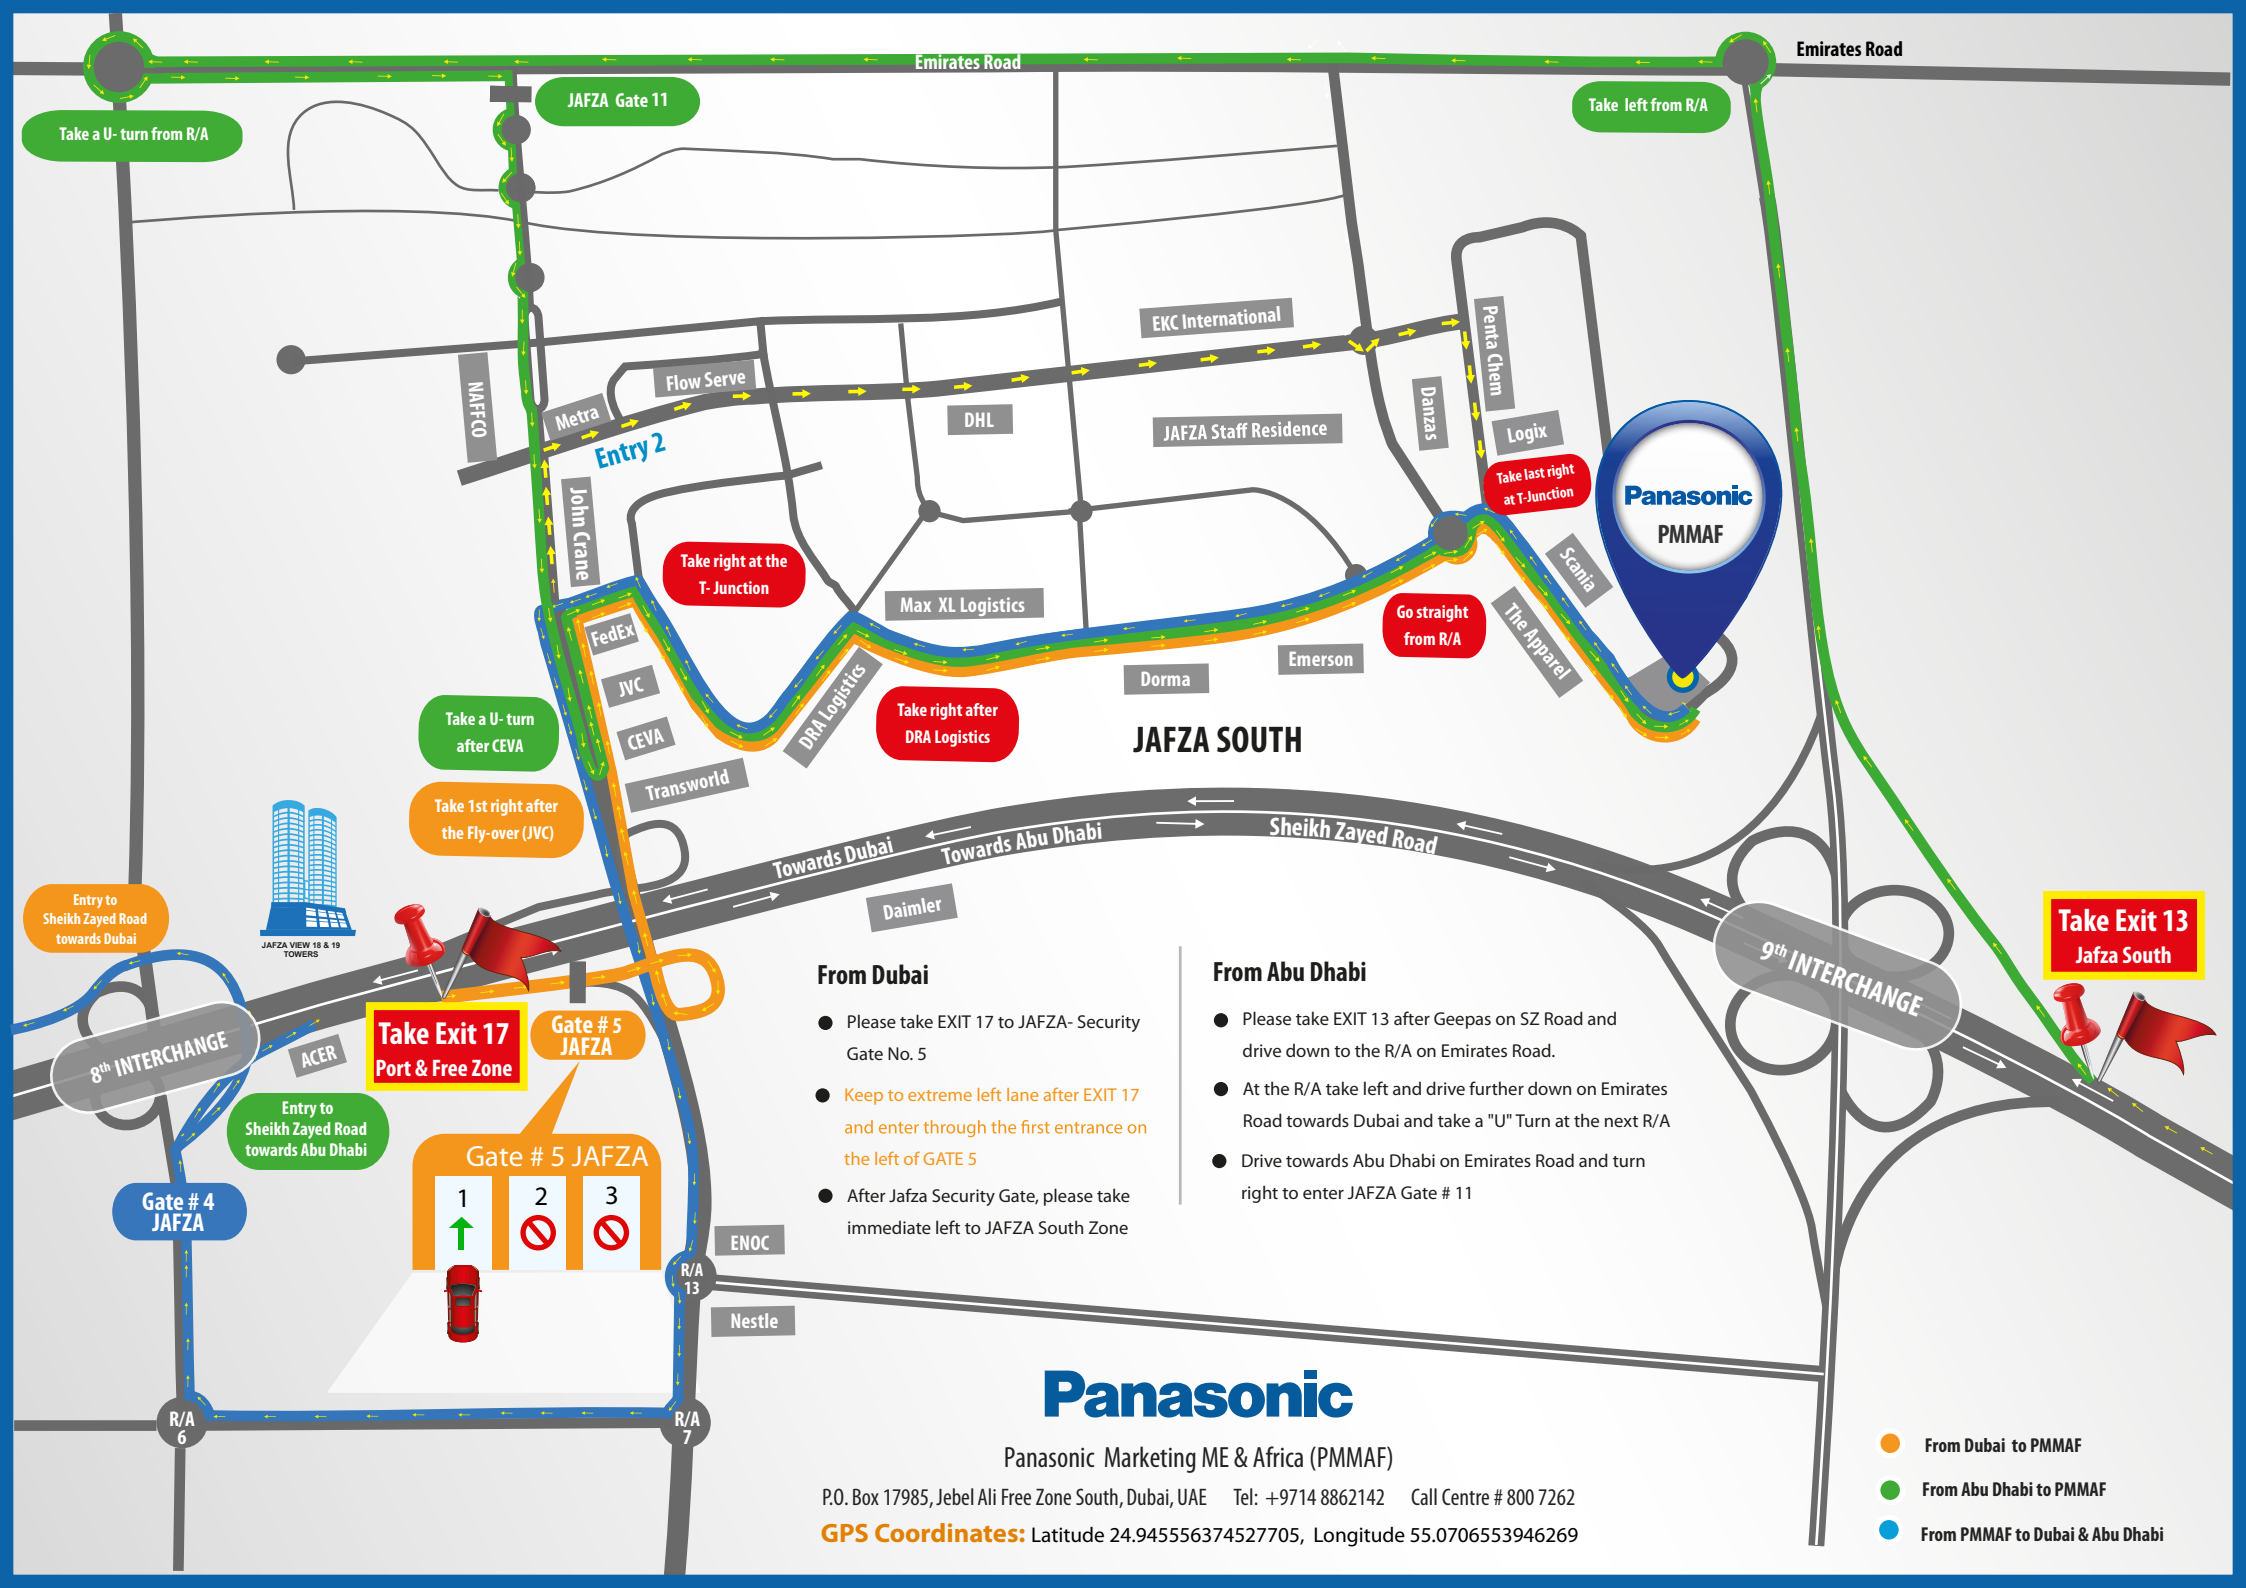 Emirates Road
Emirates Road
Take a U- turn from R/A
JAFZA Gate 11
Take left from R/A
EKC International
Penta Chem
NAFFCO
Metra
Flow Serve
Entry 2
DHL
JAFZA Staff Residence
Danzas
Logix
Take last right
at T-Junction
Panasonic
PMMAF
John Crane
Take right at the
T- Junction
Max XL Logistics
Go straight
from R/A
Scania
The Apparel
FedEx
JVC
CEVA
Transworld
DRA Logistics
Take right after
DRA Logistics
Dorma
Emerson
JAFZA SOUTH
Take a U- turn
after CEVA
Take 1st right after
the Fly-over (JVC)
JAFZA VIEW 18 & 19
TOWERS
Entry to
Sheikh Zayed Road
towards Dubai
Towards Dubai
Towards Abu Dhabi
Sheikh Zayed Road
Daimler
9th INTERCHANGE
Take Exit 13
Jafza South
8th INTERCHANGE
ACER
Take Exit 17
Port & Free Zone
Gate # 5
JAFZA
Entry to
Sheikh Zayed Road
towards Abu Dhabi
Gate # 4
JAFZA
Gate # 5 JAFZA
1
2
3
From Dubai
Please take EXIT 17 to JAFZA- Security
Gate No. 5
Keep to extreme left lane after EXIT 17
and enter through the first entrance on
the left of GATE 5
After Jafza Security Gate, please take
immediate left to JAFZA South Zone
From Abu Dhabi
Please take EXIT 13 after Geepas on SZ Road and
drive down to the R/A on Emirates Road.
At the R/A take left and drive further down on Emirates
Road towards Dubai and take a "U" Turn at the next R/A
Drive towards Abu Dhabi on Emirates Road and turn
right to enter JAFZA Gate # 11
ENOC
R/A
13
Nestle
R/A
6
R/A
7
Panasonic
Panasonic Marketing ME & Africa (PMMAF)
P.O. Box 17985, Jebel Ali Free Zone South, Dubai, UAE Tel: +9714 8862142 Call Centre # 800 7262
GPS Coordinates: Latitude 24.945556374527705, Longitude 55.0706553946269
From Dubai to PMMAF
From Abu Dhabi to PMMAF
From PMMAF to Dubai & Abu Dhabi